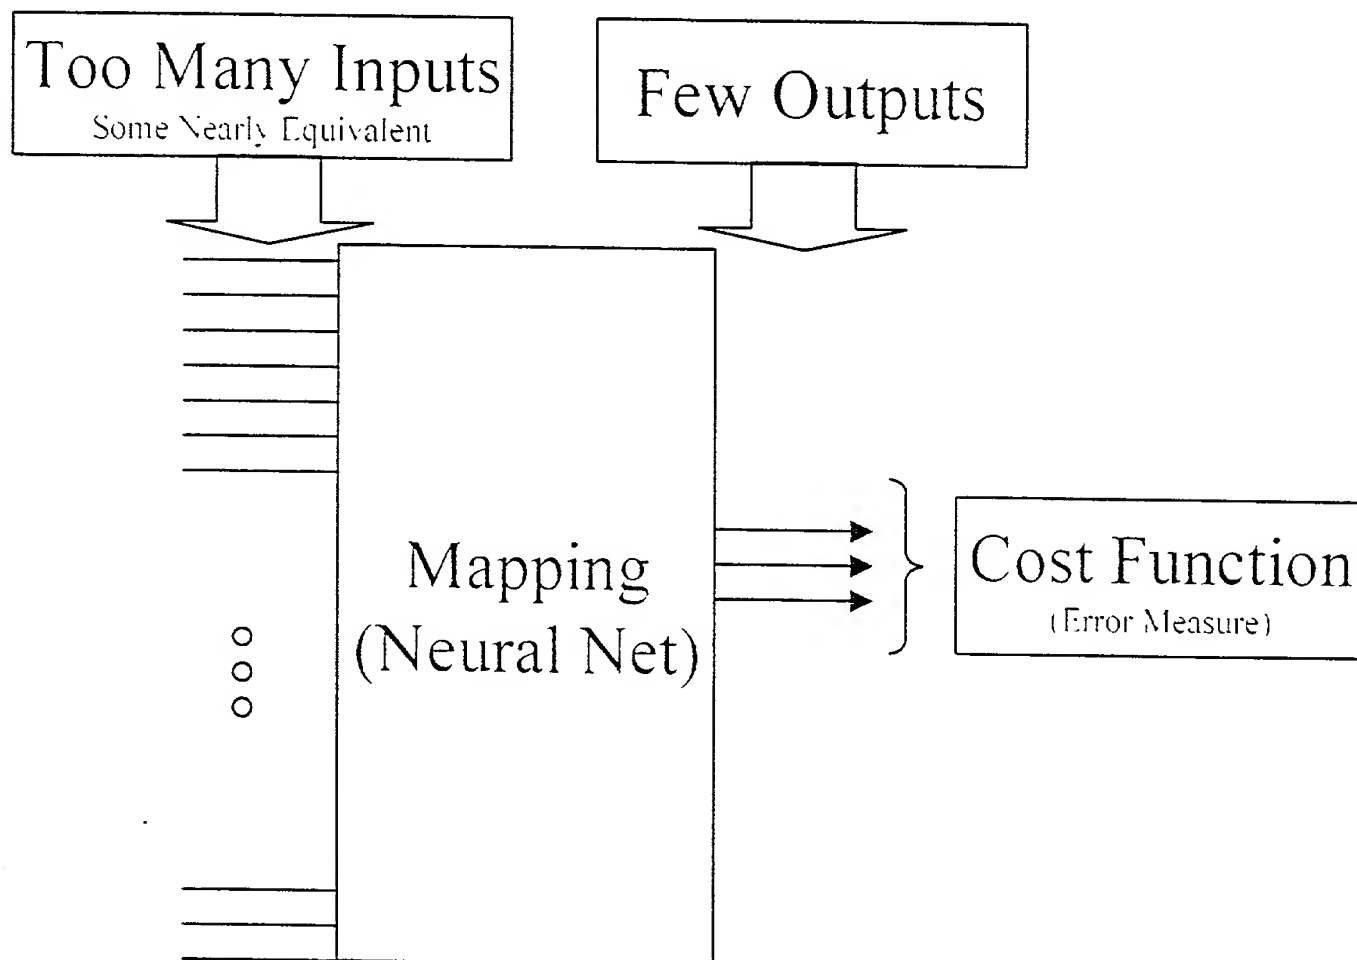 Too Many Inputs
Some Nearly Equivalent
Few Outputs
Mapping
(Neural Net)
Cost Function
(Error Measure)